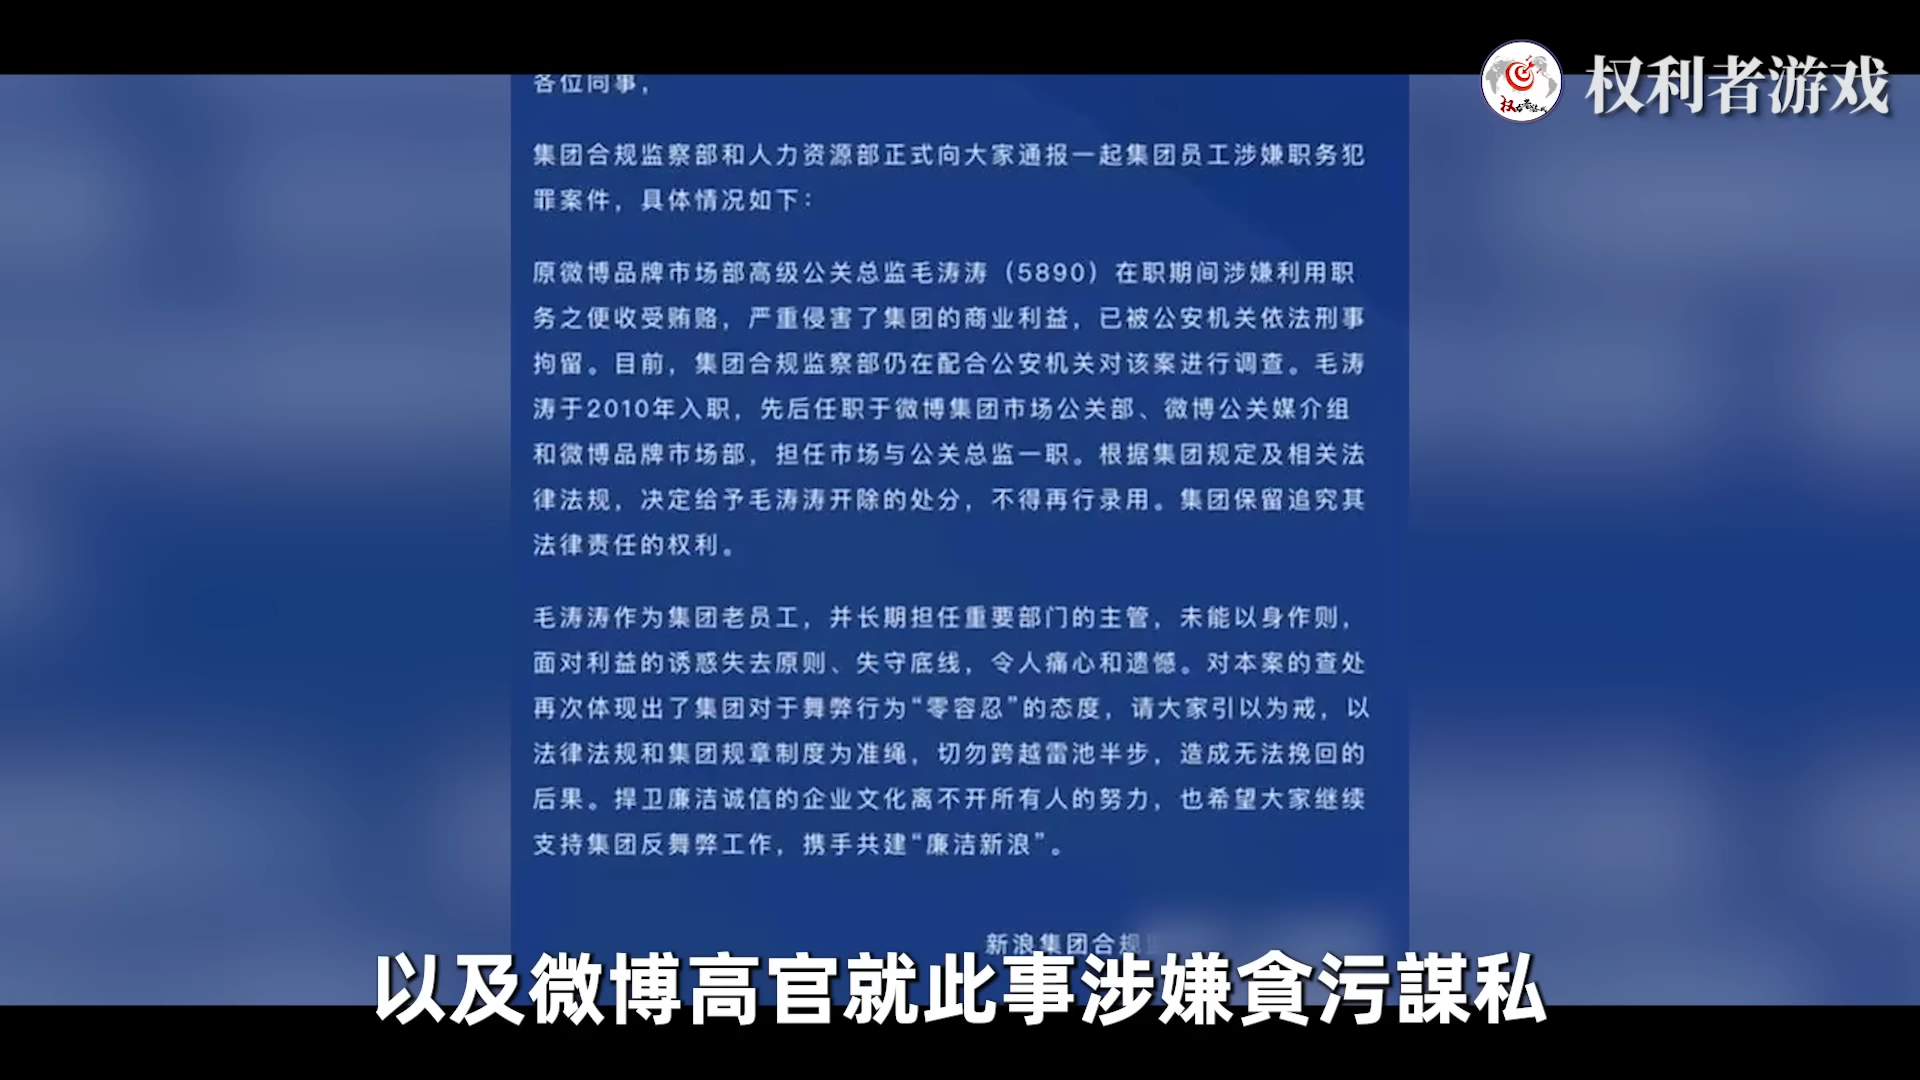 权利者游戏
各位同事，
集团合规监察部和人力资源部正式向大家通报一起集团员工涉嫌职务犯
罪案件，具体情况如下：
原微博品牌市场部高级公关总监毛涛涛（5890）在职期间涉嫌利用职
务之便收受贿赂，严重侵害了集团的商业利益，已被公安机关依法刑事
拘留。目前，集团合规监察部仍在配合公安机关对该案进行调查。毛涛
涛于2010年入职，先后任职于微博集团市场公关部、微博公关媒介组
和微博品牌市场部，担任市场与公关总监一职。根据集团规定及相关法
律法规，决定给予毛涛涛开除的处分，不得再行录用。集团保留追究其
法律责任的权利。
毛涛涛作为集团老员工，并长期担任重要部门的主管，未能以身作则，
面对利益的诱惑失去原则、失守底线，令人痛心和遗憾。对本案的查处
再次体现出了集团对于舞弊行为“零容忍”的态度，请大家引以为戒，以
法律法规和集团规章制度为准绳，切勿跨越雷池半步，造成无法挽回的
后果。捍卫廉洁诚信的企业文化离不开所有人的努力，也希望大家继续
支持集团反舞弊工作，携手共建“廉洁新浪”。
新浪集团合规
以及微博高官就此事涉嫌貪污謀私